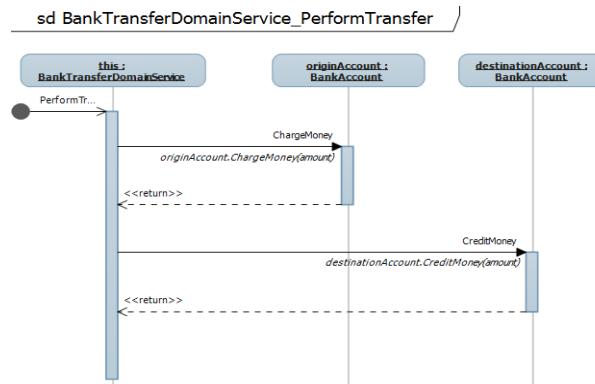 sd BankTransferDomainService_PerformTransfer
this :
BankTransferDomainService
originAccount :
BankAccount
destinationAccount :
BankAccount
PerformTr...
ChargeMoney
originAccount.ChargeMoney(amount)
<<return>>
CreditMoney
destinationAccount.CreditMoney(amount)
<<return>>